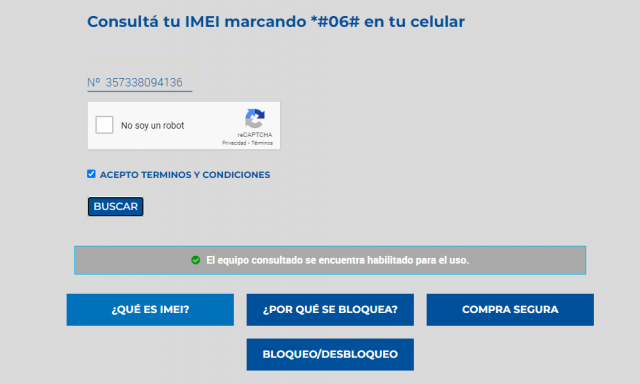 Consultá tu IMEI marcando *#06# en tu celular
Nº 357338094136
No soy un robot
reCAPTCHA
Privacidad - Términos
ACEPTO TERMINOS Y CONDICIONES
BUSCAR
El equipo consultado se encuentra habilitado para el uso.
¿QUÉ ES IMEI? ¿POR QUÉ SE BLOQUEA? COMPRA SEGURA
BLOQUEO/DESBLOQUEO